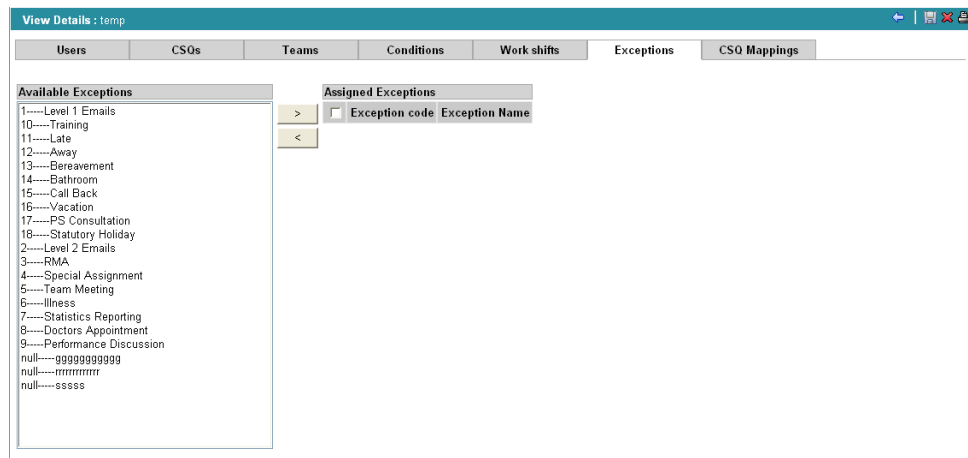 View Details : temp
Users CSQs Teams Conditions Work shifts Exceptions CSQ Mappings
Available Exceptions
Assigned Exceptions
> Exception code Exception Name
<
1-----Level 1 Emails
10-----Training
11-----Late
12-----Away
13-----Bereavement
14-----Bathroom
15-----Call Back
16-----Vacation
17-----PS Consultation
18-----Statutory Holiday
2-----Level 2 Emails
3-----RMA
4-----Special Assignment
5-----Team Meeting
6-----Illness
7-----Statistics Reporting
8-----Doctors Appointment
9-----Performance Discussion
null-----ggggggggggg
null-----rrrrrrrrrrrrr
null-----sssss